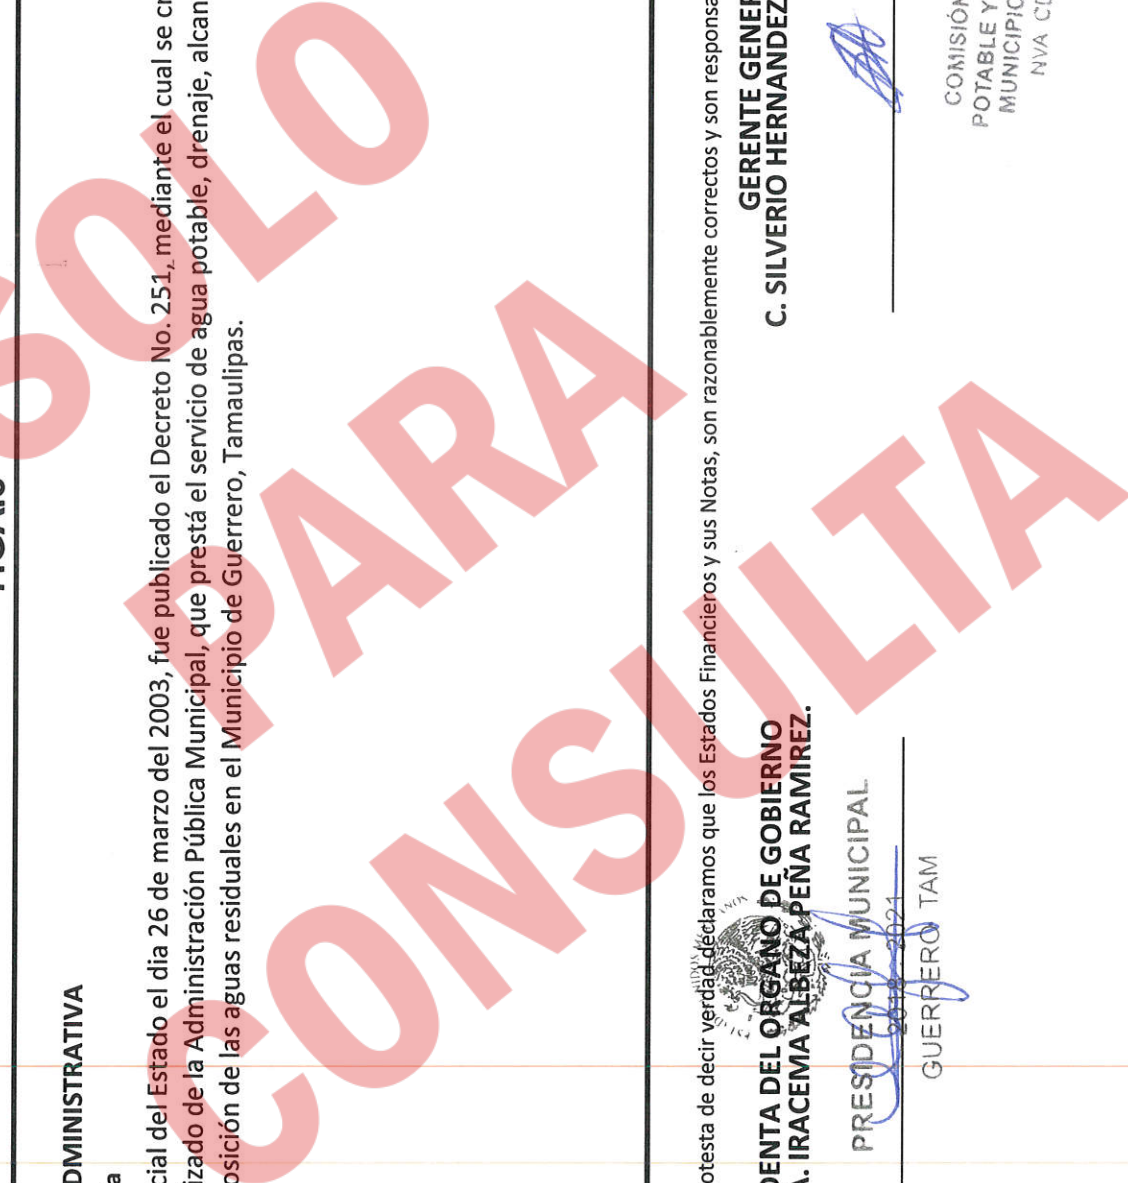 DMINISTRATIVA
a
cial del Estado el dia 26 de marzo del 2003, fue publicado el Decreto No. 251, mediante el cual se cr
izado de la Administración Pública Municipal, que prestá el servicio de agua potable, drenaje, alcan
osición de las aguas residuales en el Municipio de Guerrero, Tamaulipas.
otesta de decir verdad declaramos que los Estados Financieros y sus Notas, son razonablemente correctos y son responsa
DENTA DEL ORGANO DE GOBIERNO
A. IRACEMA ALBEZA PEÑA RAMIREZ.
PRESIDENCIA MUNICIPAL
2018 - 2021
GUERRERO, TAM
GERENTE GENER
C. SILVERIO HERNANDEZ
COMISIÓN
POTABLE Y
MUNICIPIO
NVA CD
SOLO
PARA
CONSULTA